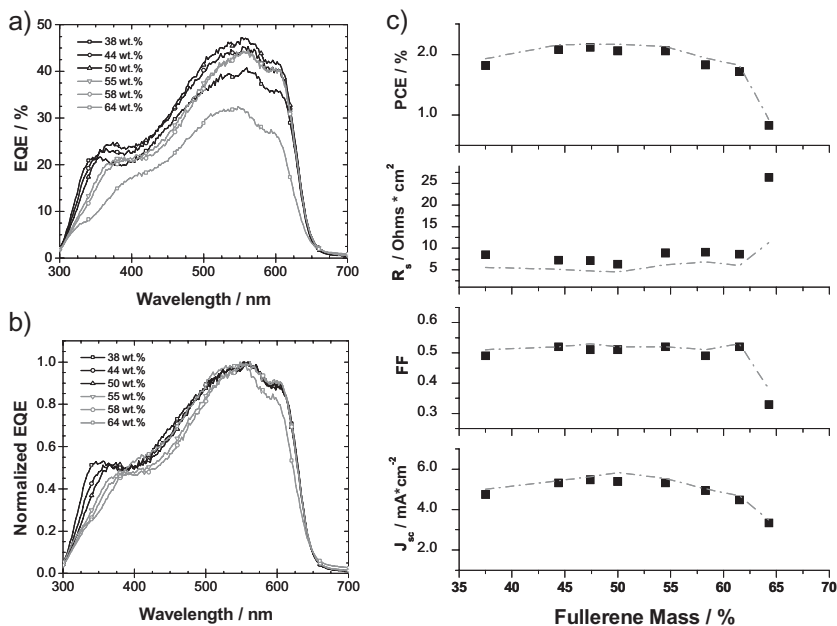 a)
50
40
30
20
10
0
EQE / %
38 wt.%
44 wt.%
50 wt.%
55 wt.%
58 wt.%
64 wt.%
300 400 500 600 700
Wavelength / nm
b)
1.0
0.8
0.6
0.4
0.2
0.0
Normalized EQE
38 wt.%
44 wt.%
50 wt.%
55 wt.%
58 wt.%
64 wt.%
300 400 500 600 700
Wavelength / nm
c)
PCE / %
2.0
1.0
R_s / Ohms * cm²
25
20
15
10
5
FF
0.6
0.5
0.4
0.3
J_sc / mA*cm⁻²
6.0
4.0
2.0
35 40 45 50 55 60 65 70
Fullerene Mass / %